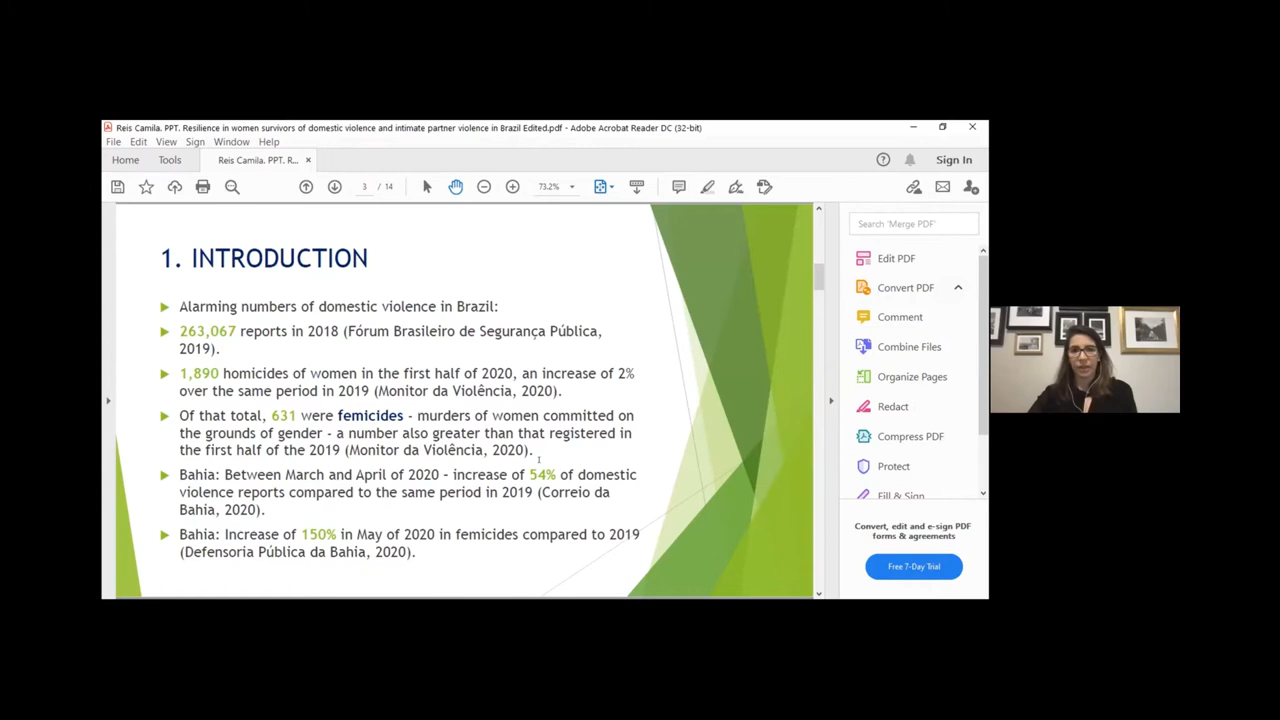 Reis Camila. PPT. Resilience in women survivors of domestic violence and intimate partner violence in Brazil Edited.pdf - Adobe Acrobat Reader DC (32-bit)
File Edit View Sign Window Help
Home Tools Reis Camila. PPT. R... × Sign In
3 / 14 73.2%
1. INTRODUCTION
Alarming numbers of domestic violence in Brazil:
263,067 reports in 2018 (Fórum Brasileiro de Segurança Pública,
2019).
1,890 homicides of women in the first half of 2020, an increase of 2%
over the same period in 2019 (Monitor da Violência, 2020).
Of that total, 631 were femicides - murders of women committed on
the grounds of gender - a number also greater than that registered in
the first half of the 2019 (Monitor da Violência, 2020).
Bahia: Between March and April of 2020 - increase of 54% of domestic
violence reports compared to the same period in 2019 (Correio da
Bahia, 2020).
Bahia: Increase of 150% in May of 2020 in femicides compared to 2019
(Defensoria Pública da Bahia, 2020).
Search 'Merge PDF'
Edit PDF
Convert PDF
Comment
Combine Files
Organize Pages
Redact
Compress PDF
Protect
Fill & Sign
Convert, edit and e-sign PDF
forms & agreements
Free 7-Day Trial